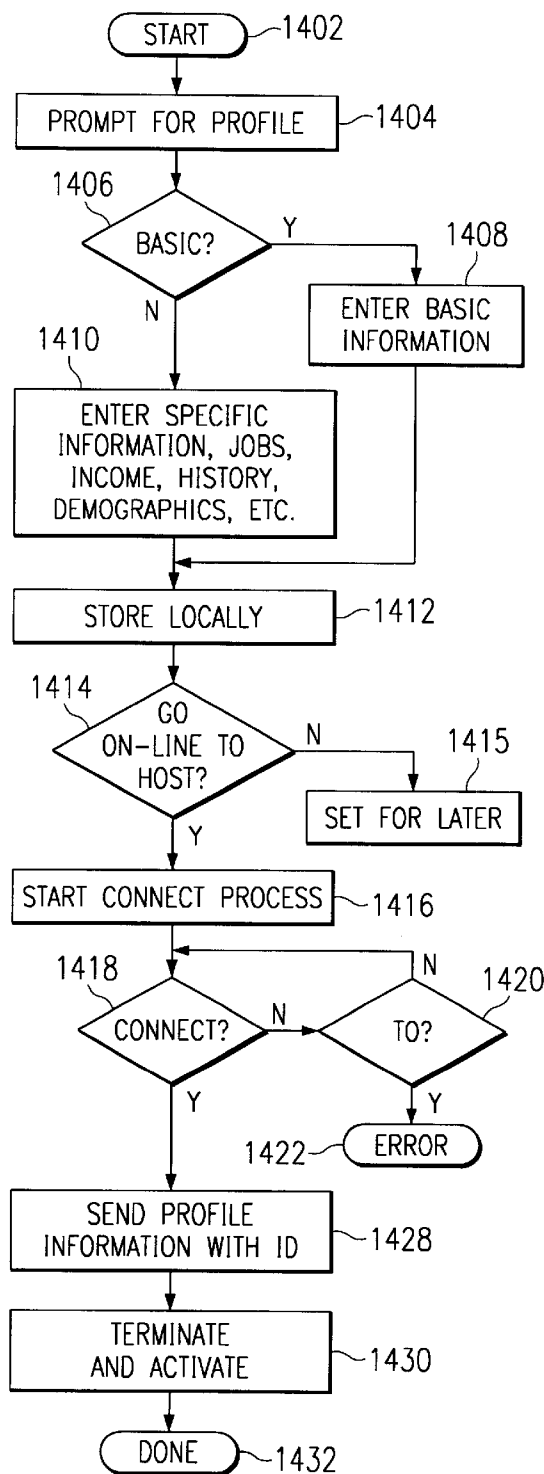 START
1402
PROMPT FOR PROFILE
1404
1406
BASIC?
Y
N
1408
ENTER BASIC
INFORMATION
1410
ENTER SPECIFIC
INFORMATION, JOBS,
INCOME, HISTORY,
DEMOGRAPHICS, ETC.
STORE LOCALLY
1412
1414
GO
ON-LINE TO
HOST?
N
Y
1415
SET FOR LATER
START CONNECT PROCESS
1416
1418
CONNECT?
N
Y
N
1420
TO?
Y
1422
ERROR
SEND PROFILE
INFORMATION WITH ID
1428
TERMINATE
AND ACTIVATE
1430
DONE
1432